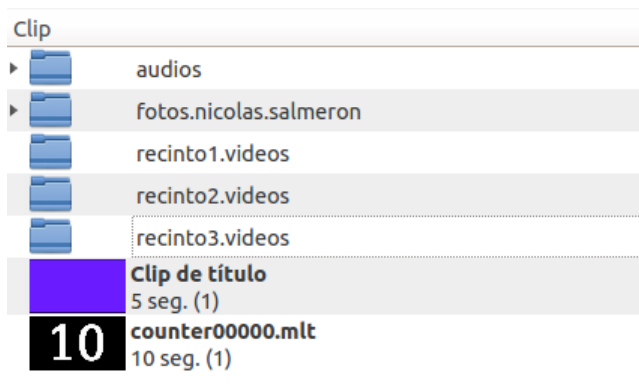 Clip
audios
fotos.nicolas.salmeron
recinto1.videos
recinto2.videos
recinto3.videos
Clip de título
5 seg. (1)
10
counter00000.mlt
10 seg. (1)